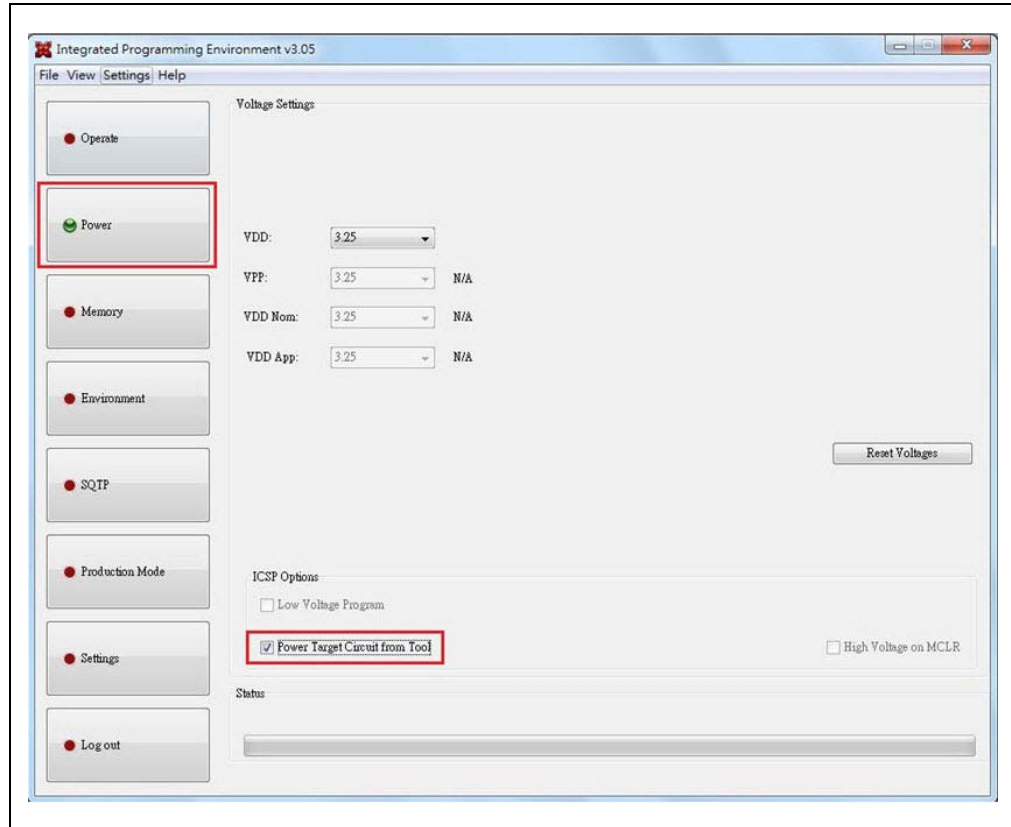 Integrated Programming Environment v3.05
File View Settings Help
Operate
Power
Memory
Environment
SQTP
Production Mode
Settings
Log out
Voltage Settings
VDD: 3.25
VPP: 3.25 N/A
VDD Nom: 3.25 N/A
VDD App: 3.25 N/A
Reset Voltages
ICSP Options
Low Voltage Program
Power Target Circuit from Tool
High Voltage on MCLR
Status